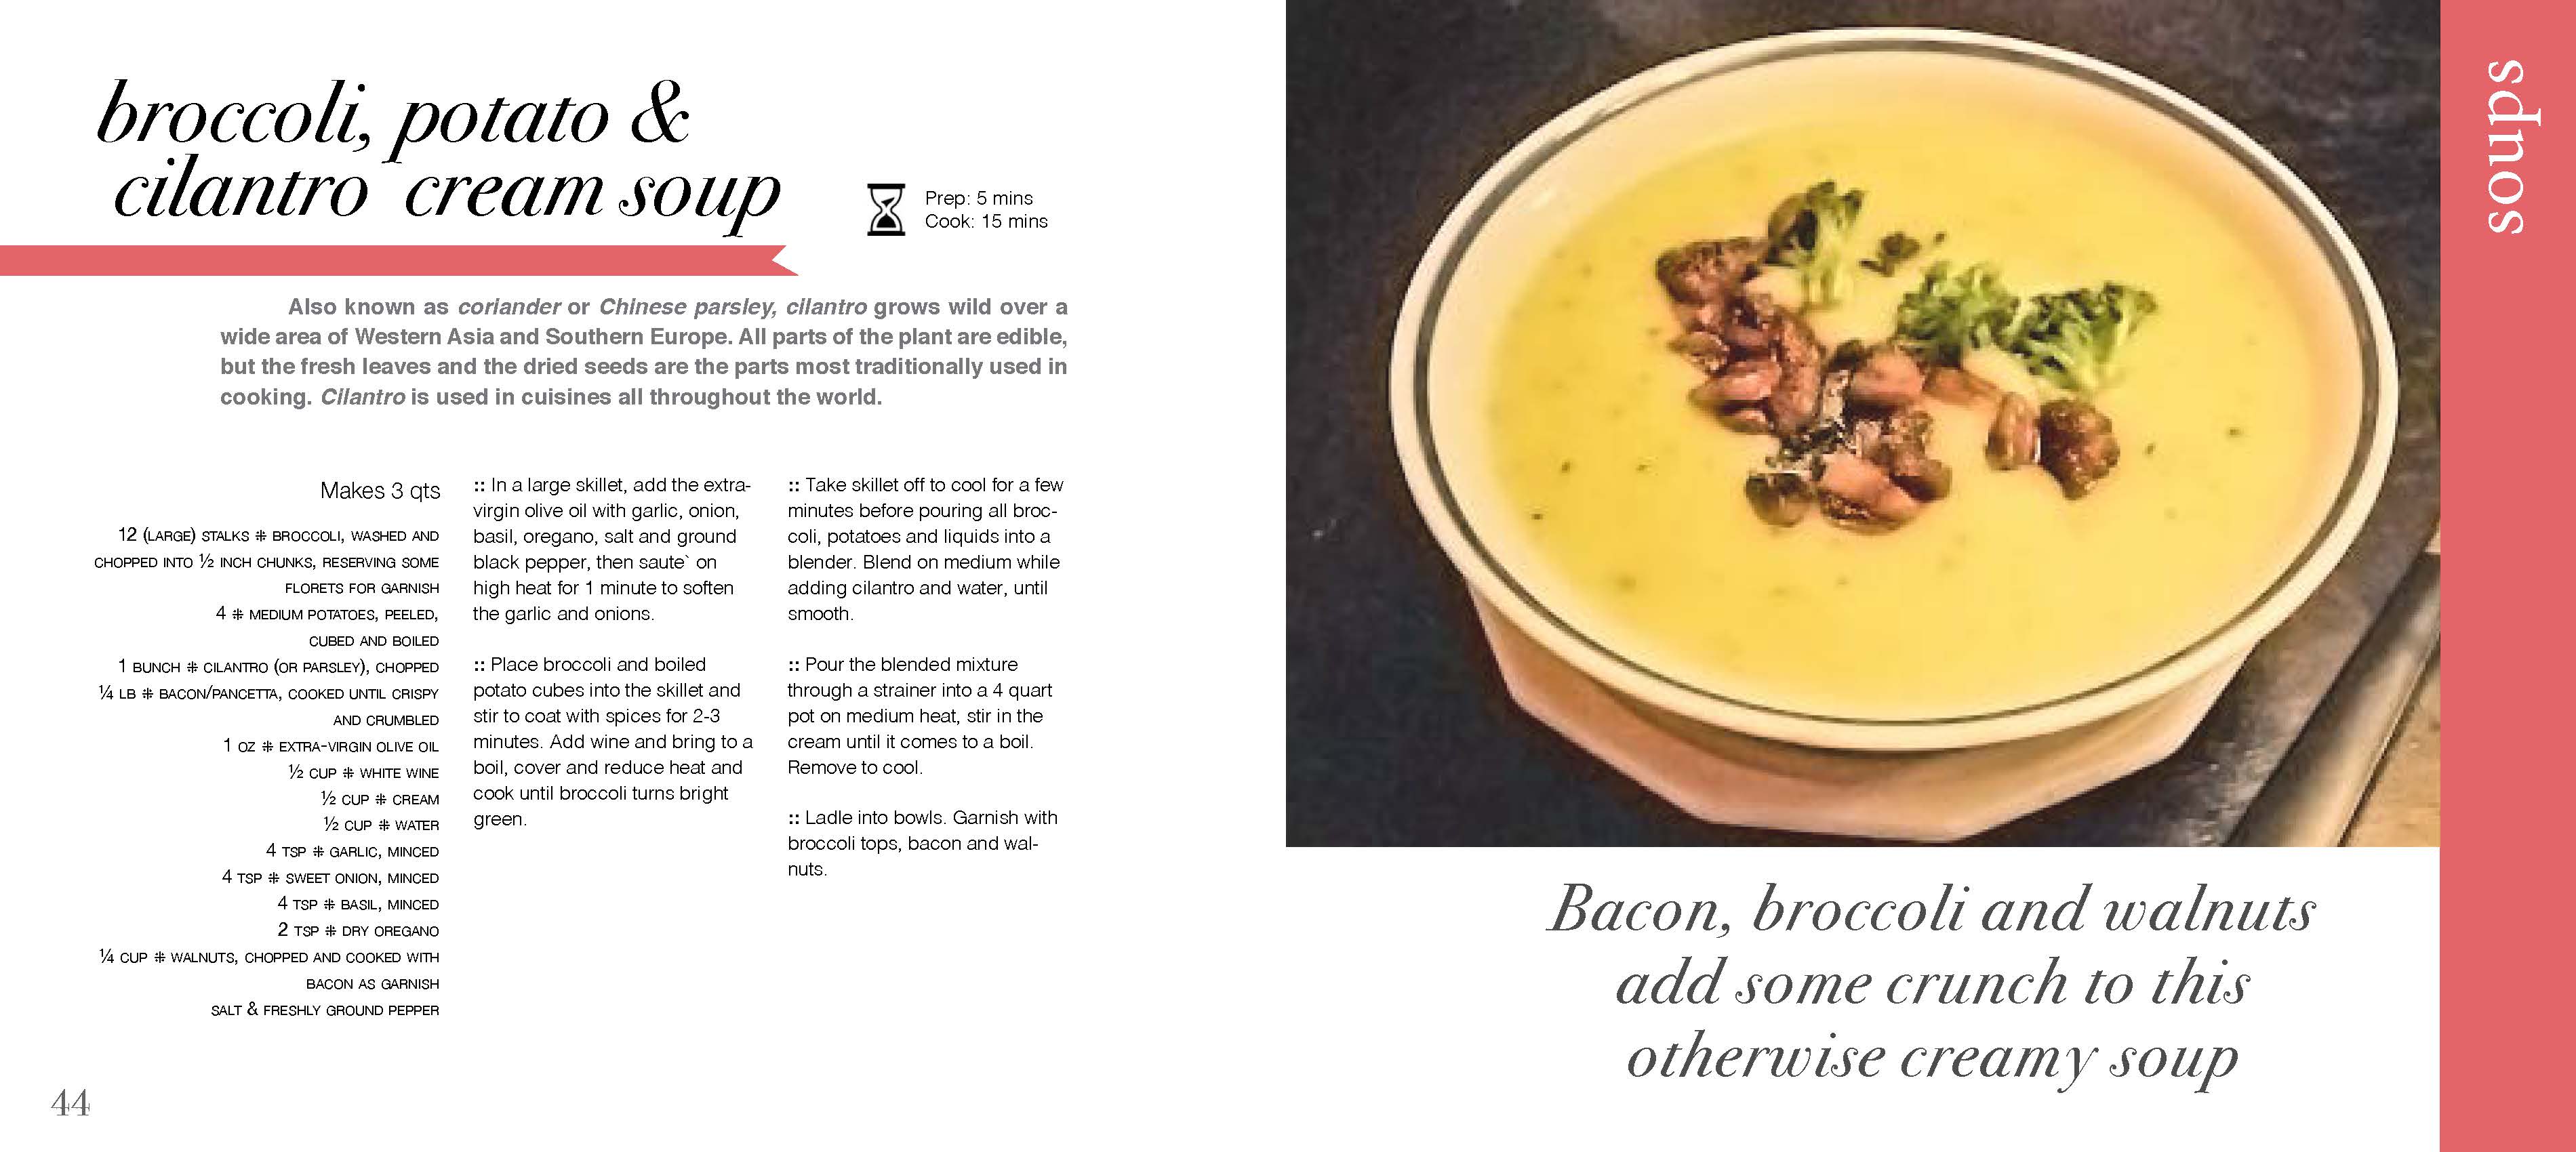 broccoli, potato &
cilantro cream soup
Prep: 5 mins
Cook: 15 mins
Also known as coriander or Chinese parsley, cilantro grows wild over a
wide area of Western Asia and Southern Europe. All parts of the plant are edible,
but the fresh leaves and the dried seeds are the parts most traditionally used in
cooking. Cilantro is used in cuisines all throughout the world.
Makes 3 qts
12 (LARGE) STALKS ⁜ BROCCOLI, WASHED AND
CHOPPED INTO ½ INCH CHUNKS, RESERVING SOME
FLORETS FOR GARNISH
4 ⁜ MEDIUM POTATOES, PEELED,
CUBED AND BOILED
1 BUNCH ⁜ CILANTRO (OR PARSLEY), CHOPPED
¼ LB ⁜ BACON/PANCETTA, COOKED UNTIL CRISPY
AND CRUMBLED
1 OZ ⁜ EXTRA-VIRGIN OLIVE OIL
½ CUP ⁜ WHITE WINE
½ CUP ⁜ CREAM
½ CUP ⁜ WATER
4 TSP ⁜ GARLIC, MINCED
4 TSP ⁜ SWEET ONION, MINCED
4 TSP ⁜ BASIL, MINCED
2 TSP ⁜ DRY OREGANO
¼ CUP ⁜ WALNUTS, CHOPPED AND COOKED WITH
BACON AS GARNISH
SALT & FRESHLY GROUND PEPPER
:: In a large skillet, add the extra-
virgin olive oil with garlic, onion,
basil, oregano, salt and ground
black pepper, then saute` on
high heat for 1 minute to soften
the garlic and onions.
:: Place broccoli and boiled
potato cubes into the skillet and
stir to coat with spices for 2-3
minutes. Add wine and bring to a
boil, cover and reduce heat and
cook until broccoli turns bright
green.
:: Take skillet off to cool for a few
minutes before pouring all broc-
coli, potatoes and liquids into a
blender. Blend on medium while
adding cilantro and water, until
smooth.
:: Pour the blended mixture
through a strainer into a 4 quart
pot on medium heat, stir in the
cream until it comes to a boil.
Remove to cool.
:: Ladle into bowls. Garnish with
broccoli tops, bacon and wal-
nuts.
44
soups
Bacon, broccoli and walnuts
add some crunch to this
otherwise creamy soup